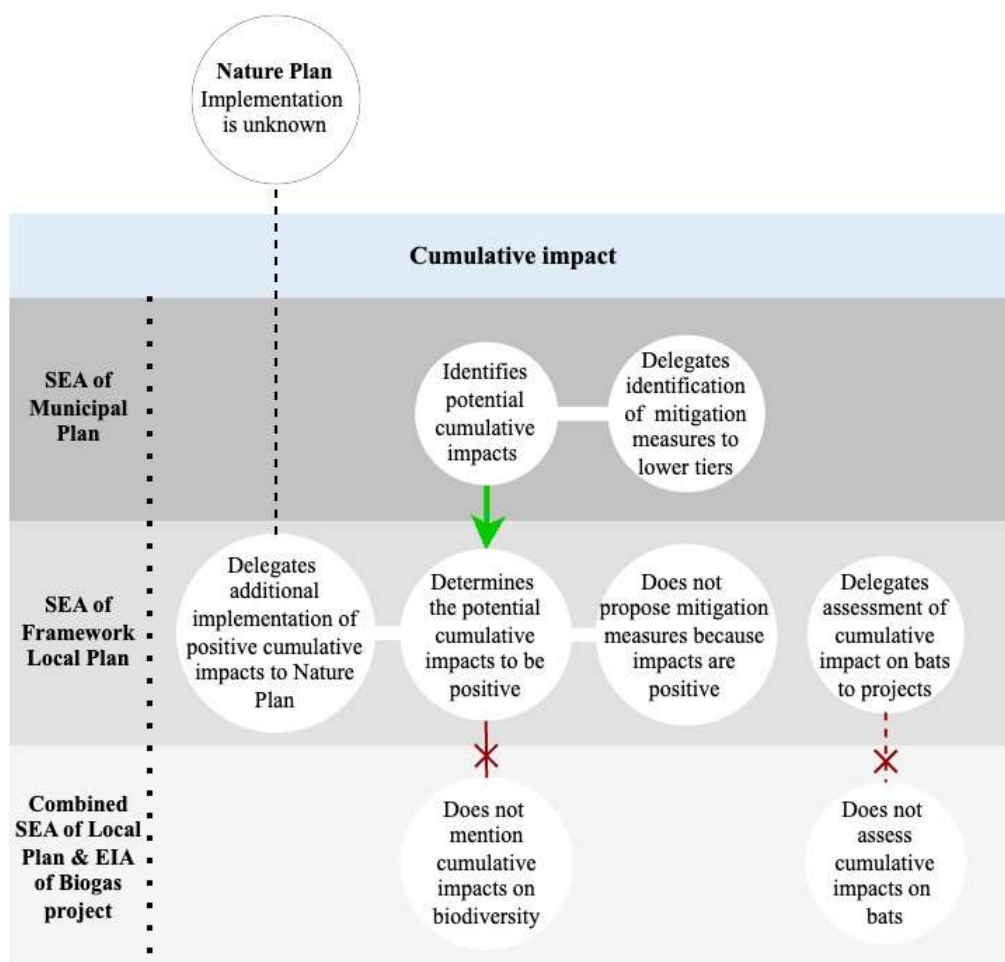 Nature Plan
Implementation
is unknown
Cumulative impact
SEA of
Municipal
Plan
Identifies
potential
cumulative
impacts
Delegates
identification
of mitigation
measures to
lower tiers
SEA of
Framework
Local Plan
Delegates
additional
implementation of
positive cumulative
impacts to Nature
Plan
Determines
the potential
cumulative
impacts to be
positive
Does not
propose mitigation
measures because
impacts are
positive
Delegates
assessment of
cumulative
impact on bats
to projects
Combined
SEA of Local
Plan & EIA
of Biogas
project
Does not
mention
cumulative
impacts on
biodiversity
Does not
assess
cumulative
impacts on
bats